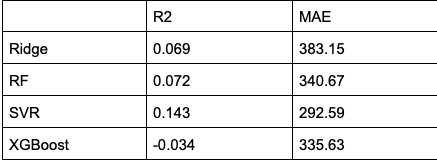 R2 MAE
Ridge 0.069 383.15
RF 0.072 340.67
SVR 0.143 292.59
XGBoost -0.034 335.63